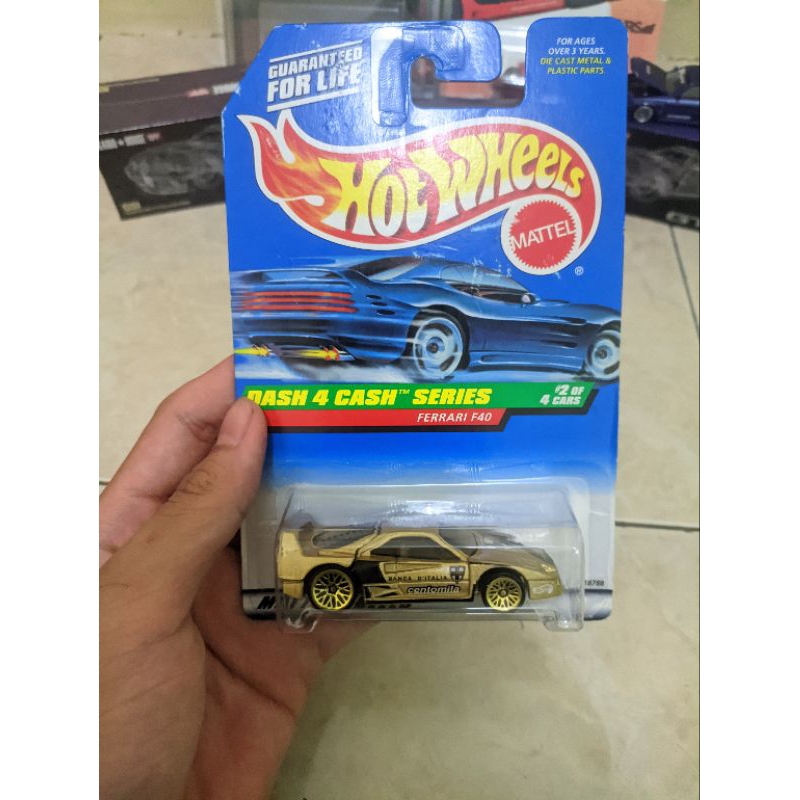 GUARANTEED
FOR LIFE
FOR AGES
OVER 3 YEARS.
DIE CAST METAL &
PLASTIC PARTS
HOT WHEELS
MATTEL
®
DASH 4 CASH™ SERIES
#2 OF
4 CARS
FERRARI F40
BANCA D'ITALIA
centomila